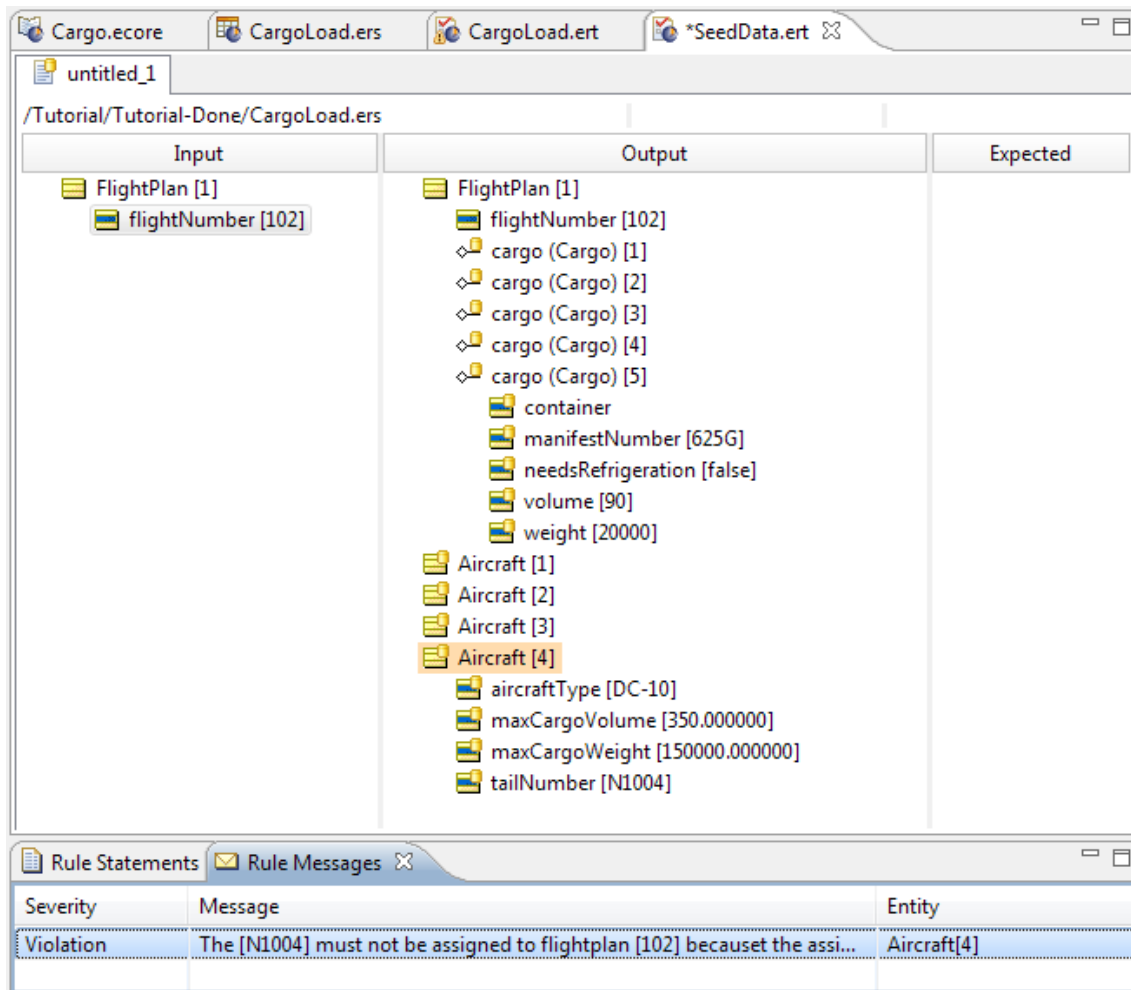 Cargo.ecore CargoLoad.ers CargoLoad.ert *SeedData.ert
untitled_1
/Tutorial/Tutorial-Done/CargoLoad.ers
Input Output Expected
FlightPlan [1] FlightPlan [1]
flightNumber [102] flightNumber [102]
cargo (Cargo) [1]
cargo (Cargo) [2]
cargo (Cargo) [3]
cargo (Cargo) [4]
cargo (Cargo) [5]
container
manifestNumber [625G]
needsRefrigeration [false]
volume [90]
weight [20000]
Aircraft [1]
Aircraft [2]
Aircraft [3]
Aircraft [4]
aircraftType [DC-10]
maxCargoVolume [350.000000]
maxCargoWeight [150000.000000]
tailNumber [N1004]
Rule Statements Rule Messages
Severity Message Entity
Violation The [N1004] must not be assigned to flightplan [102] becauset the assi... Aircraft[4]